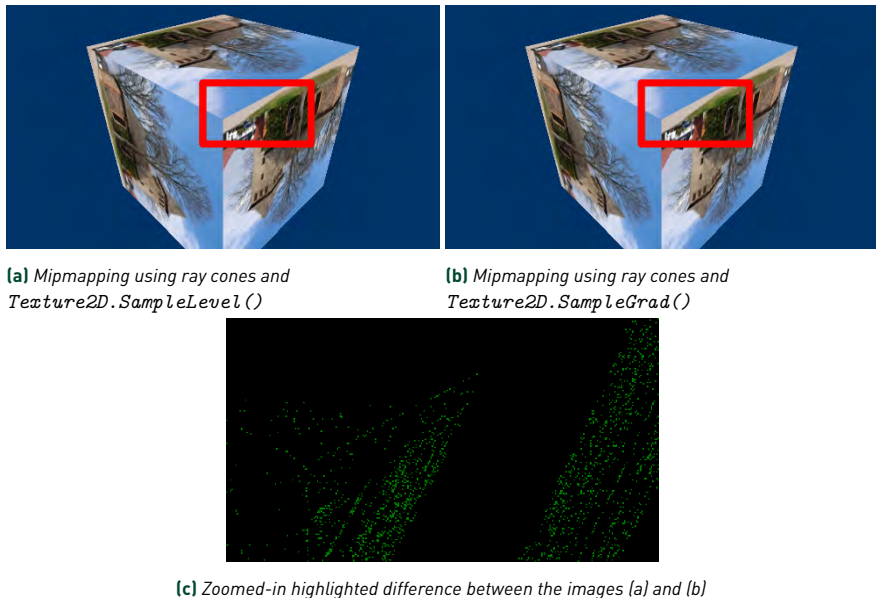 (a) Mipmapping using ray cones and
Texture2D.SampleLevel()
(b) Mipmapping using ray cones and
Texture2D.SampleGrad()
(c) Zoomed-in highlighted difference between the images (a) and (b)